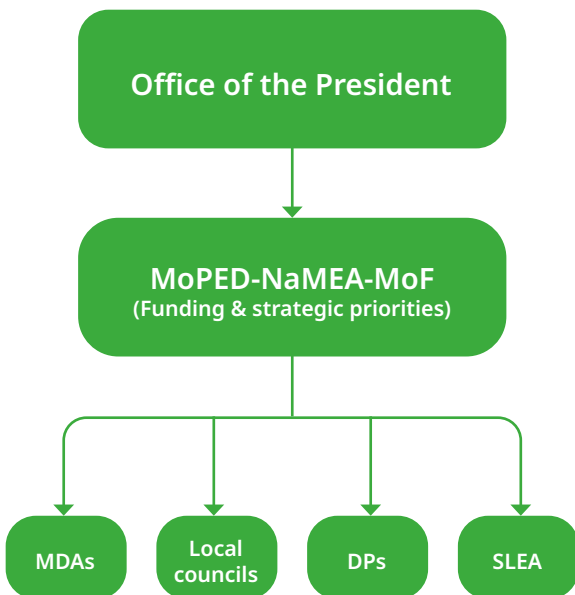 Office of the President
MoPED-NaMEA-MoF
(Funding & strategic priorities)
MDAs
Local
councils
DPs
SLEA